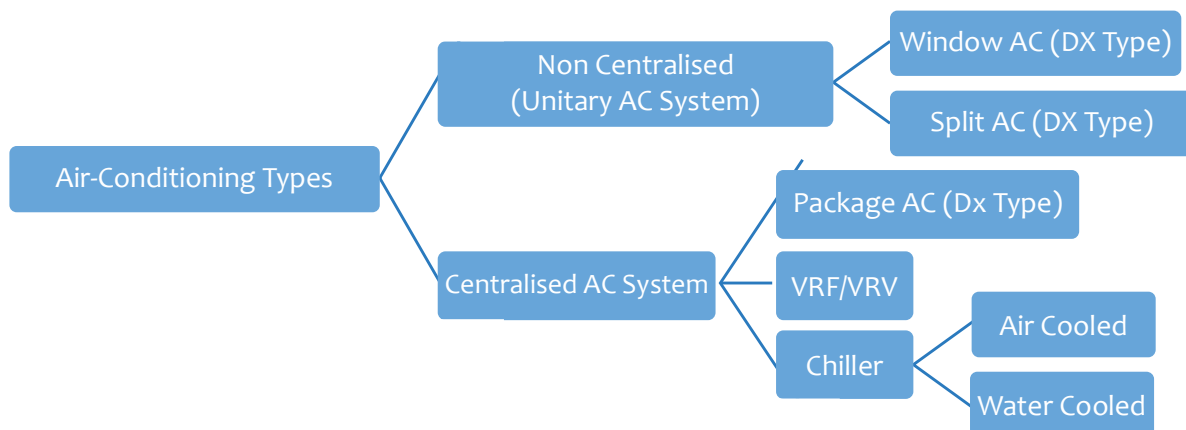 Air-Conditioning Types
Non Centralised
(Unitary AC System)
Window AC (DX Type)
Split AC (DX Type)
Centralised AC System
Package AC (Dx Type)
VRF/VRV
Chiller
Air Cooled
Water Cooled